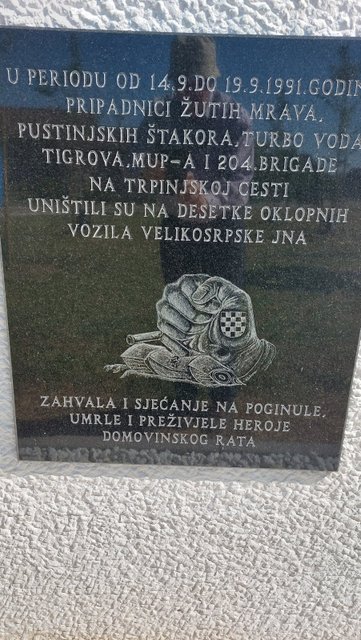 U PERIODU OD 14.9.DO 19.9.1991.GODIN
PRIPADNICI ŽUTIH MRAVA,
PUSTINJSKIH ŠTAKORA,TURBO VODA
TIGROVA,MUP-A I 204.BRIGADE
NA TRPINJSKOJ CESTI
UNIŠTILI SU NA DESETKE OKLOPNIH
VOZILA VELIKOSRPSKE JNA
ZAHVALA I SJEĆANJE NA POGINULE,
UMRLE I PREŽIVJELE HEROJE
DOMOVINSKOG RATA